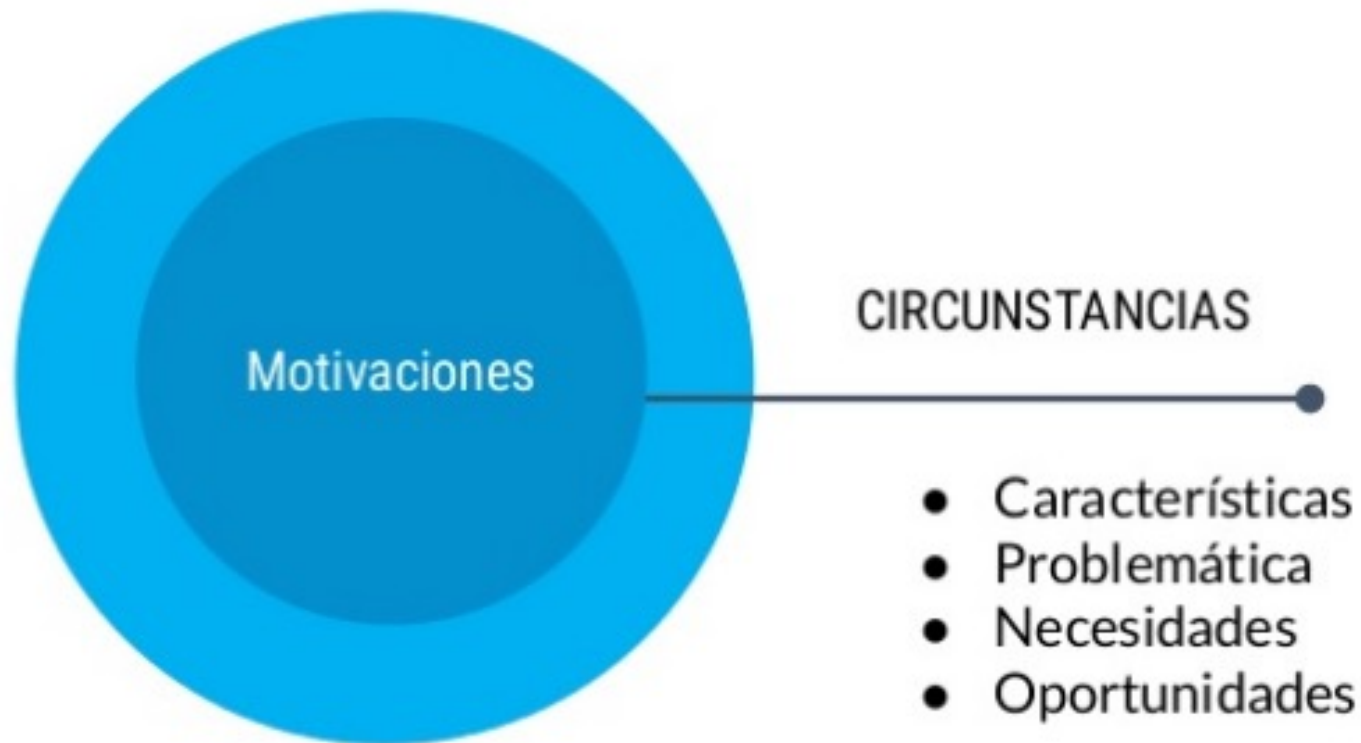 Motivaciones
CIRCUNSTANCIAS
● Características
● Problemática
● Necesidades
● Oportunidades